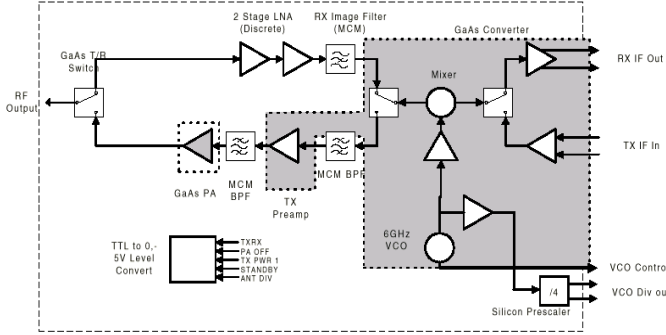 2 Stage LNA
(Discrete)
RX Image Filter
(MCM)
GaAs Converter
GaAs T/R
Switch
RX IF Out
Mixer
RF
Output
TX IF In
MCM BPF
GaAs PA
MCM
BPF
TX
Preamp
6GHz
VCO
TTL to 0,-
5V Level
Convert
TXRX
PA OFF
TX PWR 1
STANDBY
ANT DIV
VCO Contro
/4
VCO Div ou
Silicon Prescaler